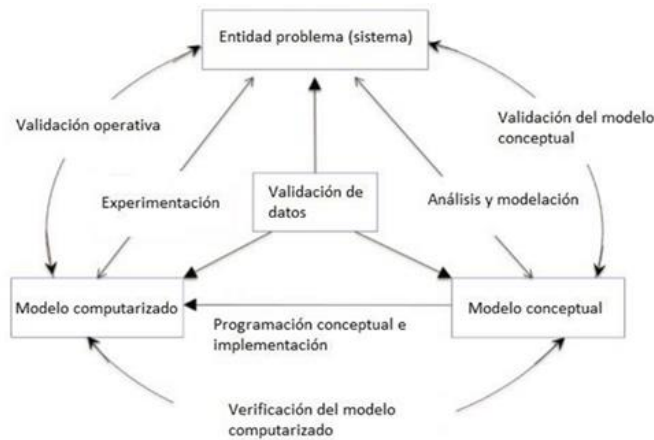 Entidad problema (sistema)
Validación operativa
Validación del modelo
conceptual
Experimentación
Validación de
datos
Análisis y modelación
Modelo computarizado
Modelo conceptual
Programación conceptual e
implementación
Verificación del modelo
computarizado